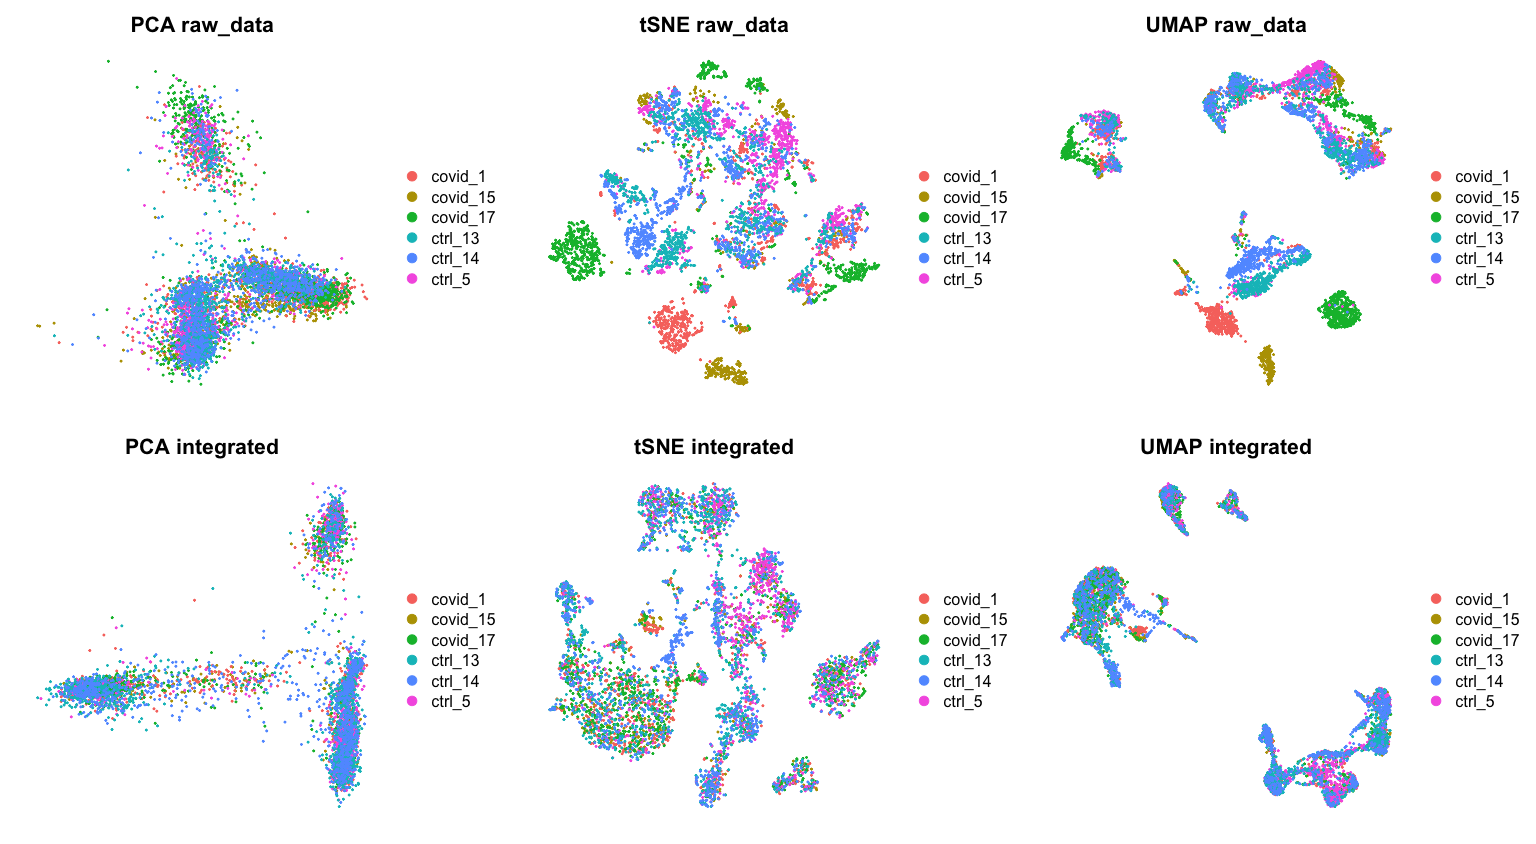 PCA raw_data
covid_1
covid_15
covid_17
ctrl_13
ctrl_14
ctrl_5
tSNE raw_data
covid_1
covid_15
covid_17
ctrl_13
ctrl_14
ctrl_5
UMAP raw_data
covid_1
covid_15
covid_17
ctrl_13
ctrl_14
ctrl_5
PCA integrated
covid_1
covid_15
covid_17
ctrl_13
ctrl_14
ctrl_5
tSNE integrated
covid_1
covid_15
covid_17
ctrl_13
ctrl_14
ctrl_5
UMAP integrated
covid_1
covid_15
covid_17
ctrl_13
ctrl_14
ctrl_5